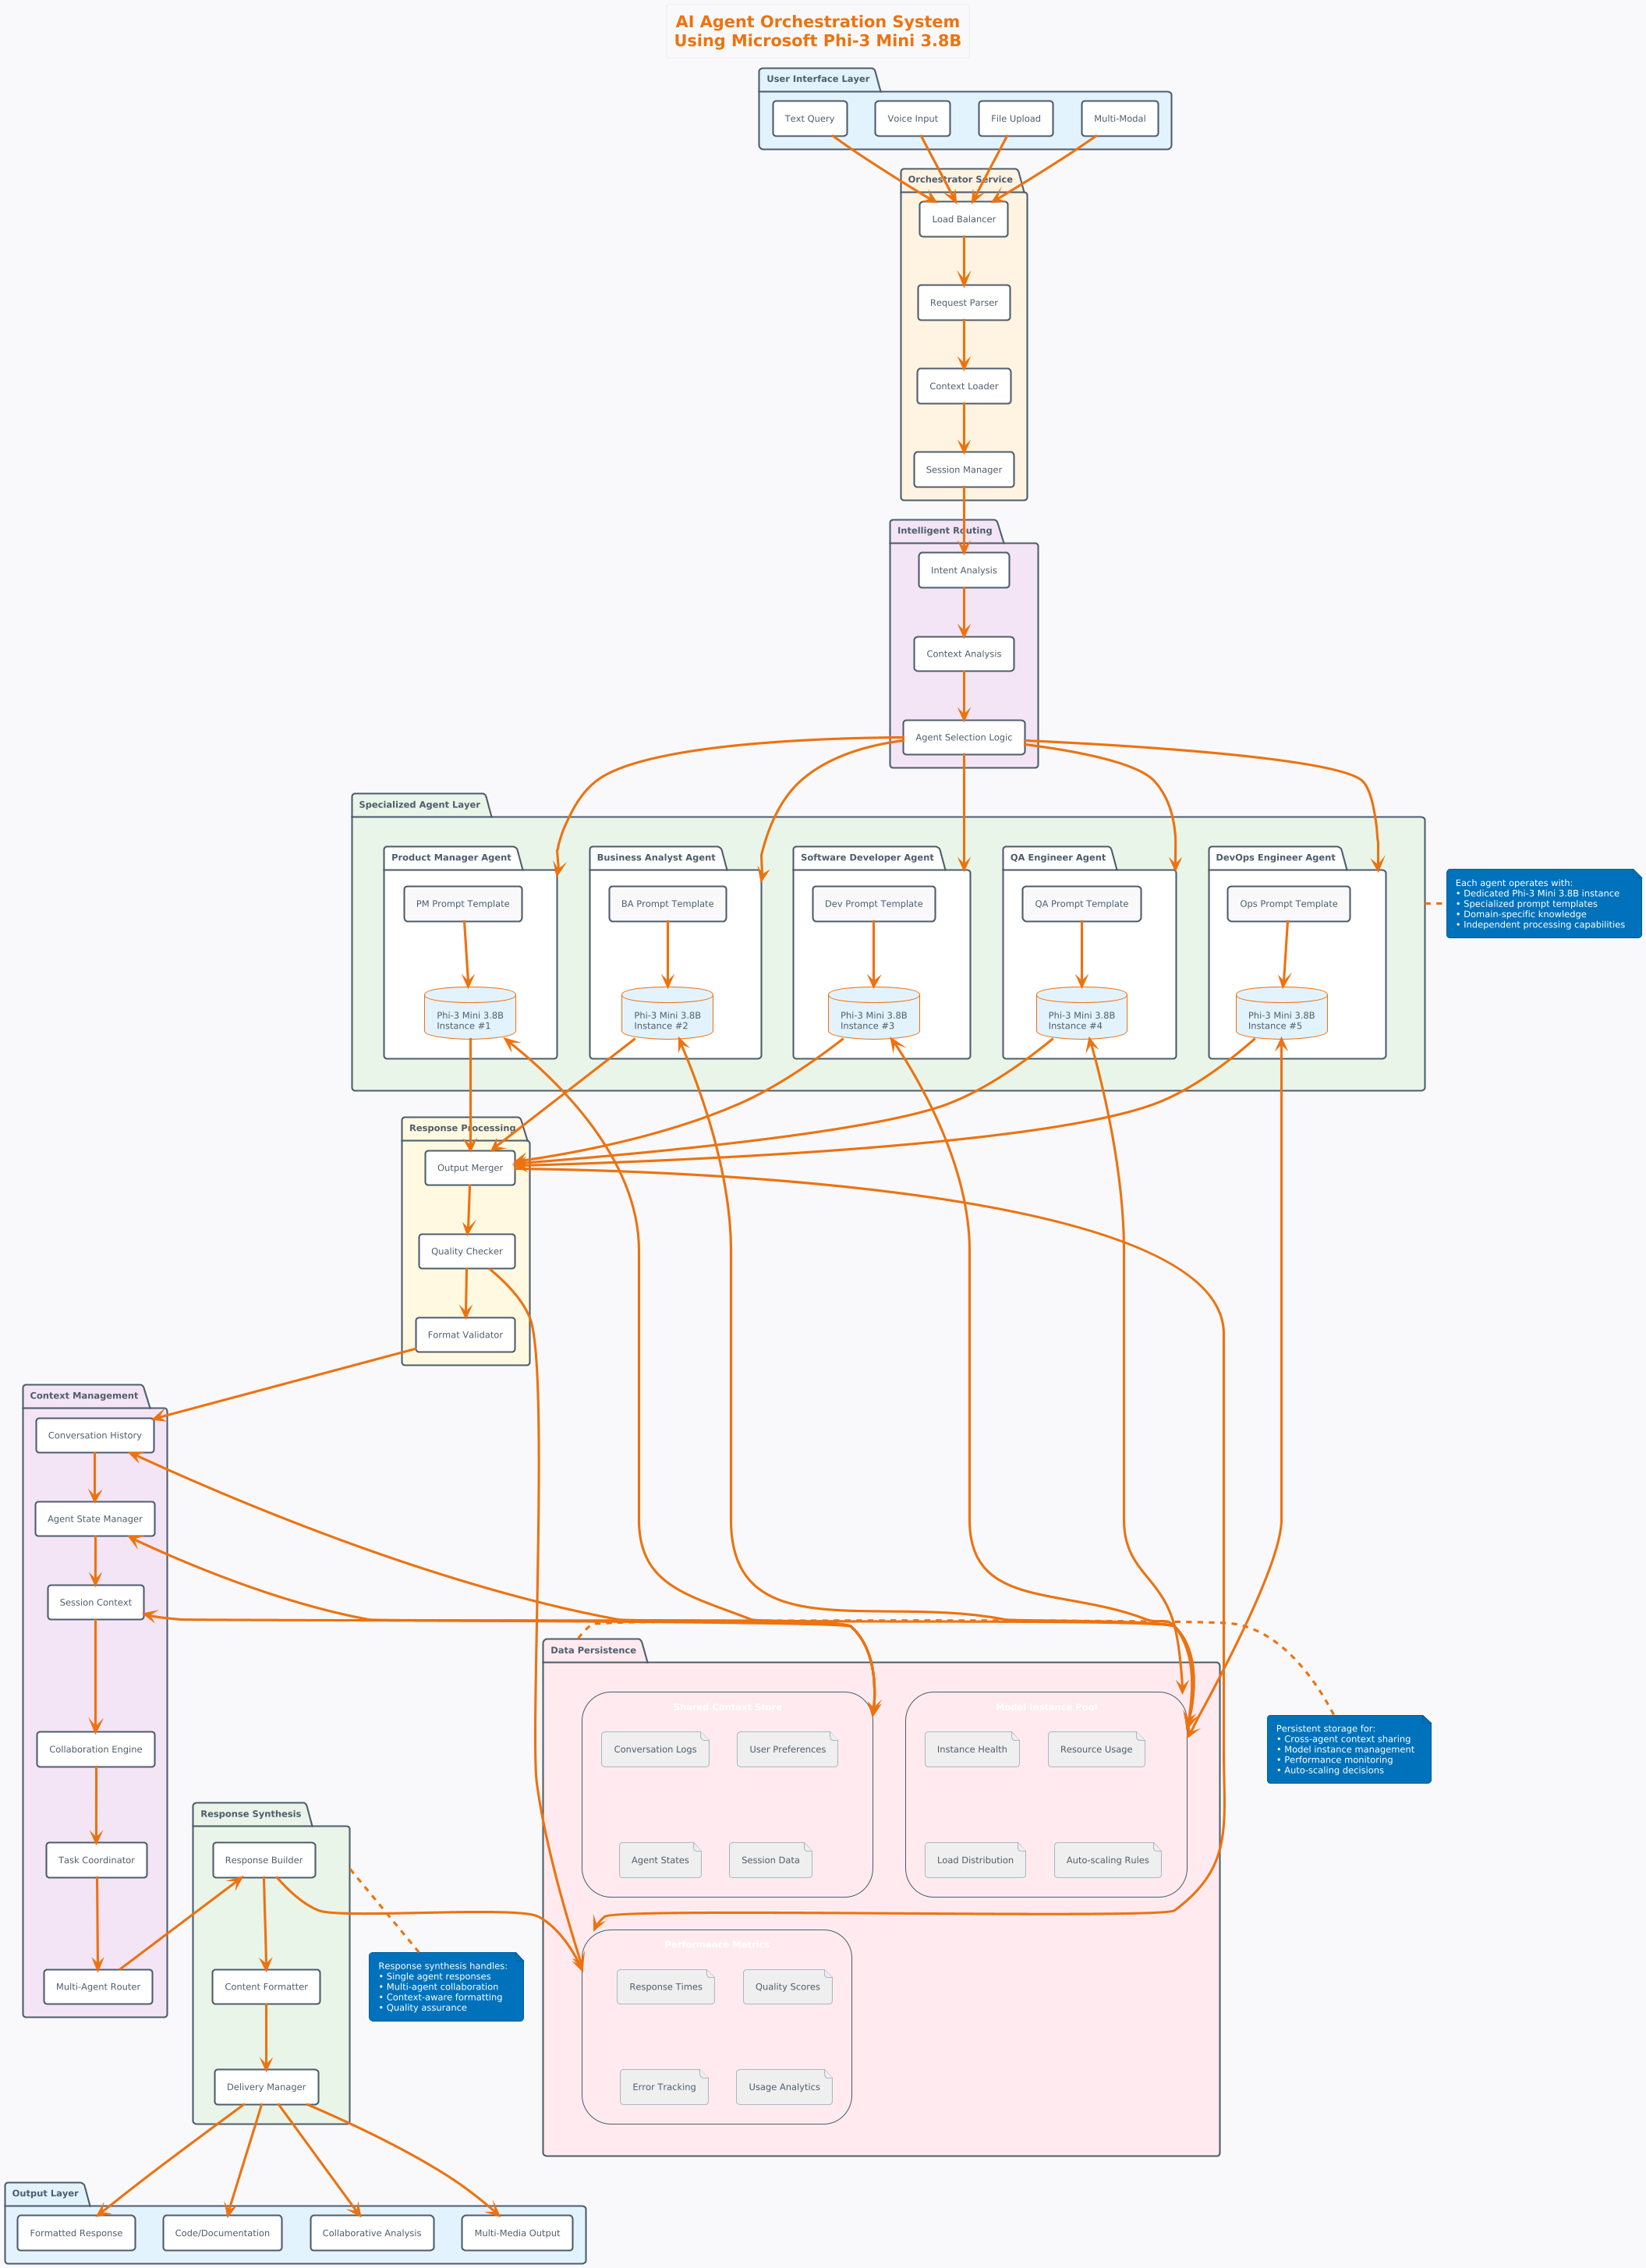 AI Agent Orchestration System
Using Microsoft Phi-3 Mini 3.8B
User Interface Layer
Text Query
Voice Input
File Upload
Multi-Modal
Orchestrator Service
Load Balancer
Request Parser
Context Loader
Session Manager
Intelligent Routing
Intent Analysis
Context Analysis
Agent Selection Logic
Specialized Agent Layer
Product Manager Agent
Business Analyst Agent
Software Developer Agent
QA Engineer Agent
DevOps Engineer Agent
PM Prompt Template
BA Prompt Template
Dev Prompt Template
QA Prompt Template
Ops Prompt Template
Each agent operates with:
• Dedicated Phi-3 Mini 3.8B instance
• Specialized prompt templates
• Domain-specific knowledge
• Independent processing capabilities
Phi-3 Mini 3.8B
Instance #1
Phi-3 Mini 3.8B
Instance #2
Phi-3 Mini 3.8B
Instance #3
Phi-3 Mini 3.8B
Instance #4
Phi-3 Mini 3.8B
Instance #5
Response Processing
Output Merger
Quality Checker
Format Validator
Context Management
Conversation History
Agent State Manager
Session Context
Collaboration Engine
Task Coordinator
Multi-Agent Router
Data Persistence
Shared Context Store
Conversation Logs
User Preferences
Agent States
Session Data
Model Instance Pool
Instance Health
Resource Usage
Load Distribution
Auto-scaling Rules
Persistent storage for:
• Cross-agent context sharing
• Model instance management
• Performance monitoring
• Auto-scaling decisions
Response Synthesis
Response Builder
Content Formatter
Delivery Manager
Response synthesis handles:
• Single agent responses
• Multi-agent collaboration
• Context-aware formatting
• Quality assurance
Performance Metrics
Response Times
Quality Scores
Error Tracking
Usage Analytics
Output Layer
Formatted Response
Code/Documentation
Collaborative Analysis
Multi-Media Output